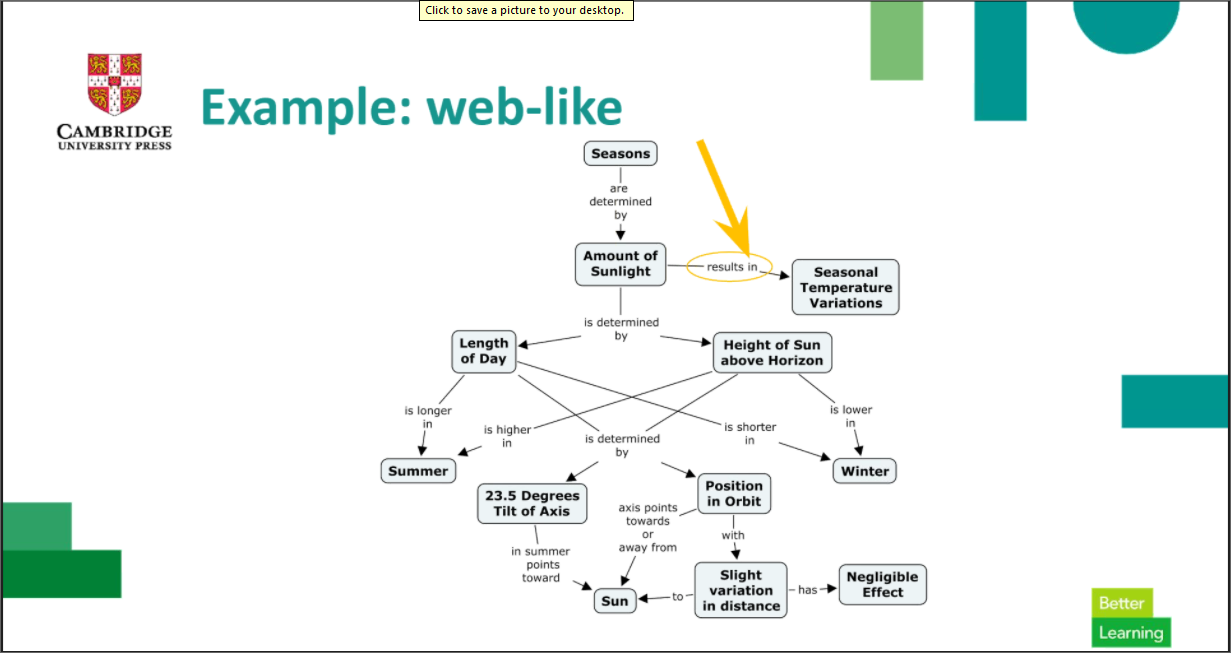 Click to save a picture to your desktop.
CAMBRIDGE
UNIVERSITY PRESS
Example: web-like
Seasons
are
determined
by
Amount of
Sunlight
results in
Seasonal
Temperature
Variations
is determined
by
Length
of Day
Height of Sun
above Horizon
is longer
in
is higher
in
is determined
by
is shorter
in
is lower
in
Summer
Winter
23.5 Degrees
Tilt of Axis
Position
in Orbit
axis points
towards
or
away from
with
in summer
points
toward
Sun
to
Slight
variation
in distance
has
Negligible
Effect
Better
Learning